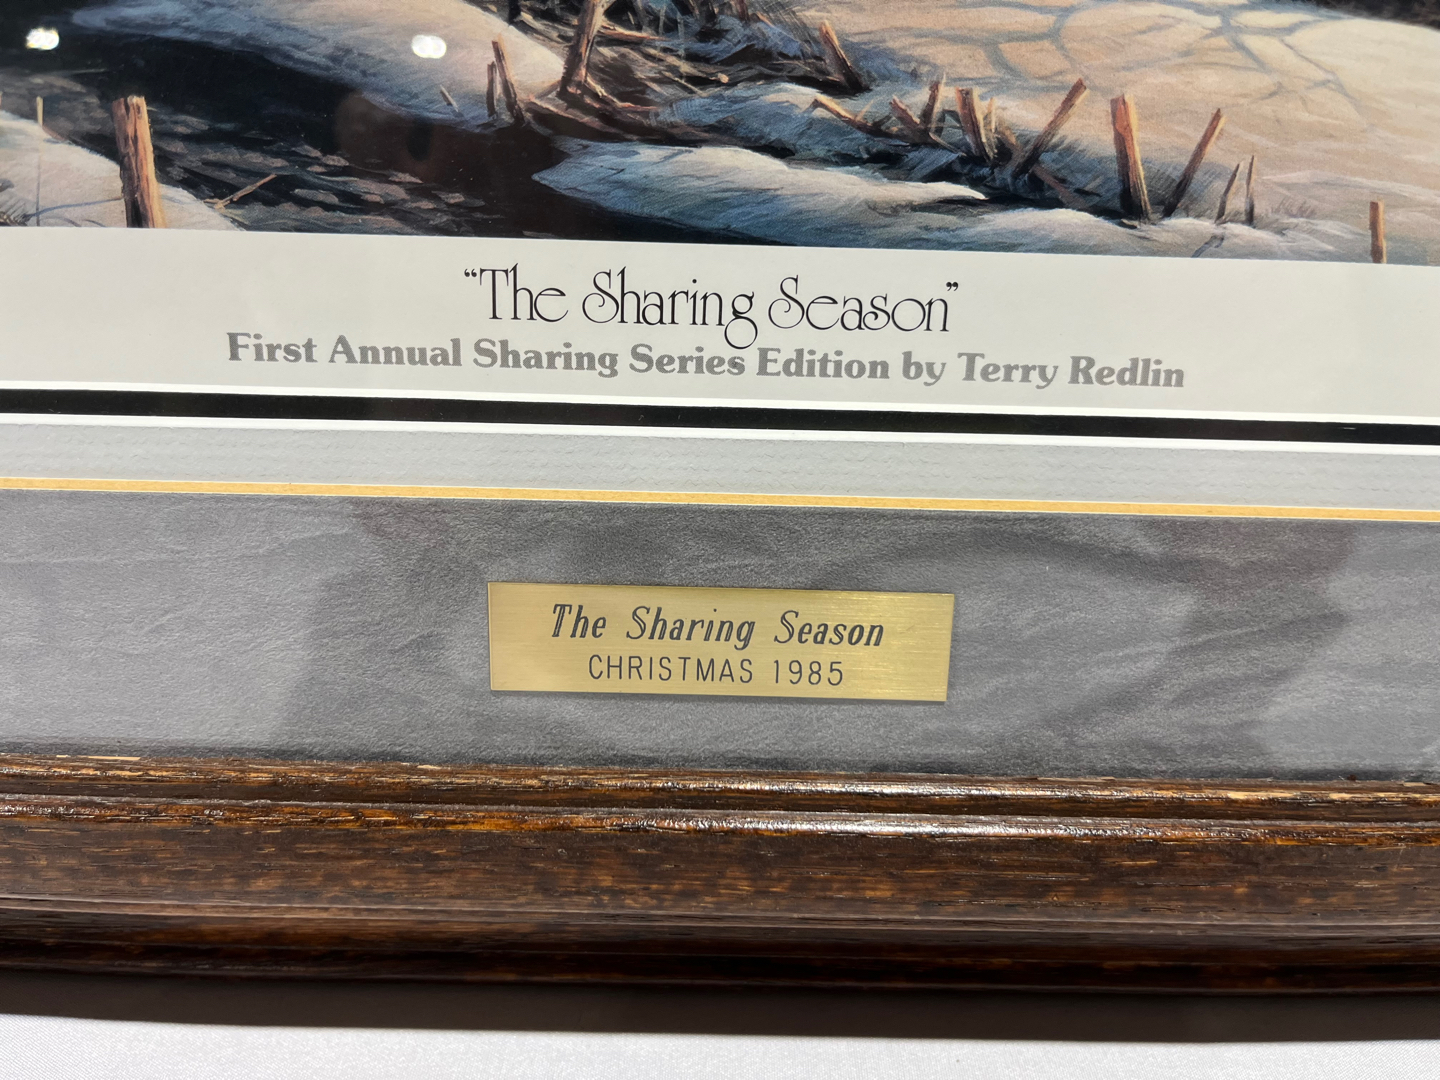 “The Sharing Season”
First Annual Sharing Series Edition by Terry Redlin
The Sharing Season
CHRISTMAS 1985